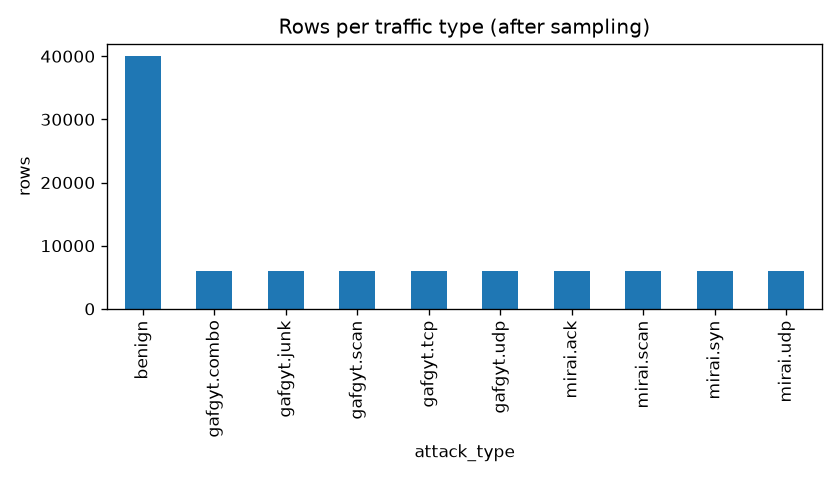 Rows per traffic type (after sampling)
40000
30000
20000
10000
0
rows
benign
gafgyt.combo
gafgyt.junk
gafgyt.scan
gafgyt.tcp
gafgyt.udp
mirai.ack
mirai.scan
mirai.syn
mirai.udp
attack_type